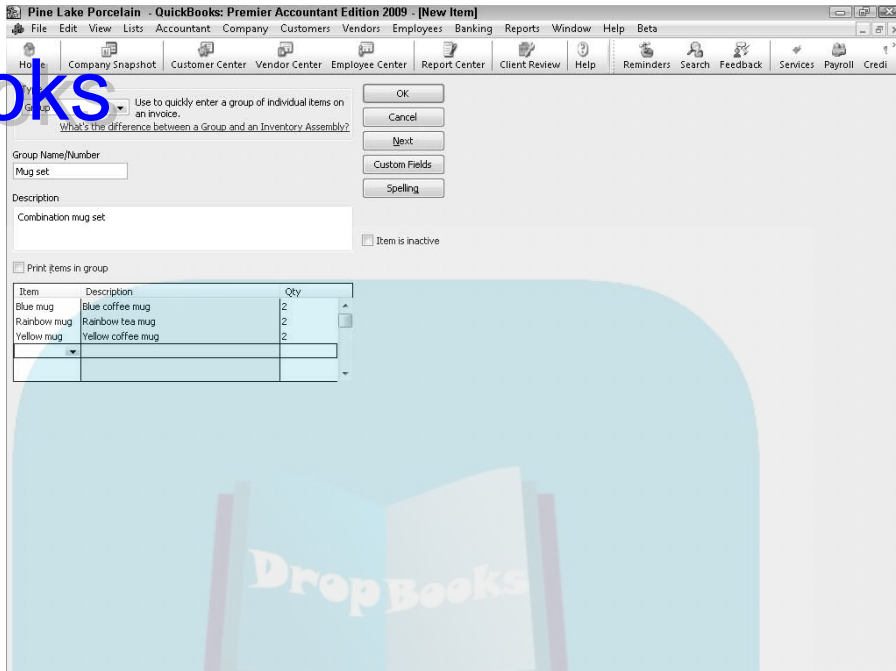 Pine Lake Porcelain - QuickBooks: Premier Accountant Edition 2009 - [New Item]
File Edit View Lists Accountant Company Customers Vendors Employees Banking Reports Window Help Beta
Home Company Snapshot Customer Center Vendor Center Employee Center Report Center Client Review Help Reminders Search Feedback Services Payroll Credi
oks
Type
Group
Use to quickly enter a group of individual items on
an invoice.
What's the difference between a Group and an Inventory Assembly?
OK
Cancel
Next
Custom Fields
Spelling
Group Name/Number
Mug set
Description
Combination mug set
Item is inactive
Print items in group
Item Description Qty
Blue mug Blue coffee mug 2
Rainbow mug Rainbow tea mug 2
Yellow mug Yellow coffee mug 2
DropBooks